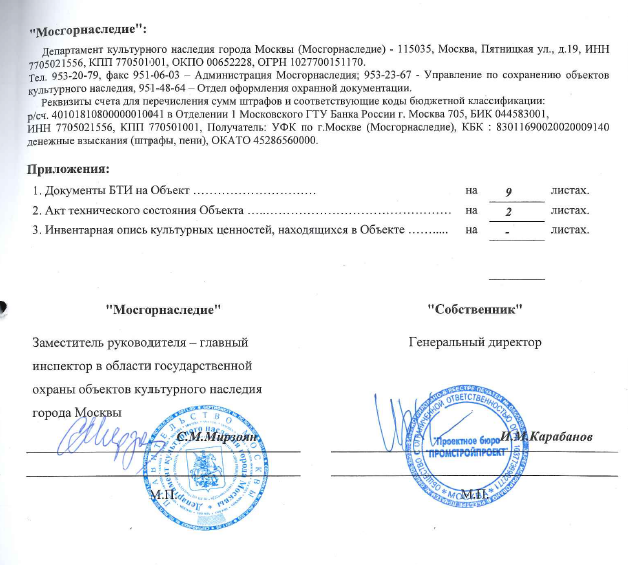 "Мосгорнаследие":
Департамент культурного наследия города Москвы (Мосгорнаследие) - 115035, Москва, Пятницкая ул., д.19, ИНН
7705021556, КПП 770501001, ОКПО 00652228, ОГРН 1027700151170.
Тел. 953-20-79, факс 951-06-03 – Администрация Мосгорнаследия; 953-23-67 - Управление по сохранению объектов
культурного наследия, 951-48-64 – Отдел оформления охранной документации.
Реквизиты счета для перечисления сумм штрафов и соответствующие коды бюджетной классификации:
р/сч. 40101810800000010041 в Отделении 1 Московского ГТУ Банка России г. Москва 705, БИК 044583001,
ИНН 7705021556, КПП 770501001, Получатель: УФК по г.Москве (Мосгорнаследие), КБК : 83011690020020009140
денежные взыскания (штрафы, пени), ОКАТО 45286560000.
Приложения:
1. Документы БТИ на Объект ………………………… на 9 листах.
2. Акт технического состояния Объекта ………………………………………… на 2 листах.
3. Инвентарная опись культурных ценностей, находящихся в Объекте ……..... на - листах.
"Мосгорнаследие" "Собственник"
Заместитель руководителя – главный Генеральный директор
инспектор в области государственной
охраны объектов культурного наследия
города Москвы
С.М.Мирзоян И.М.Карабанов
"Проектное бюро
"ПРОМСТРОЙПРОЕКТ"
М.П. М.П.